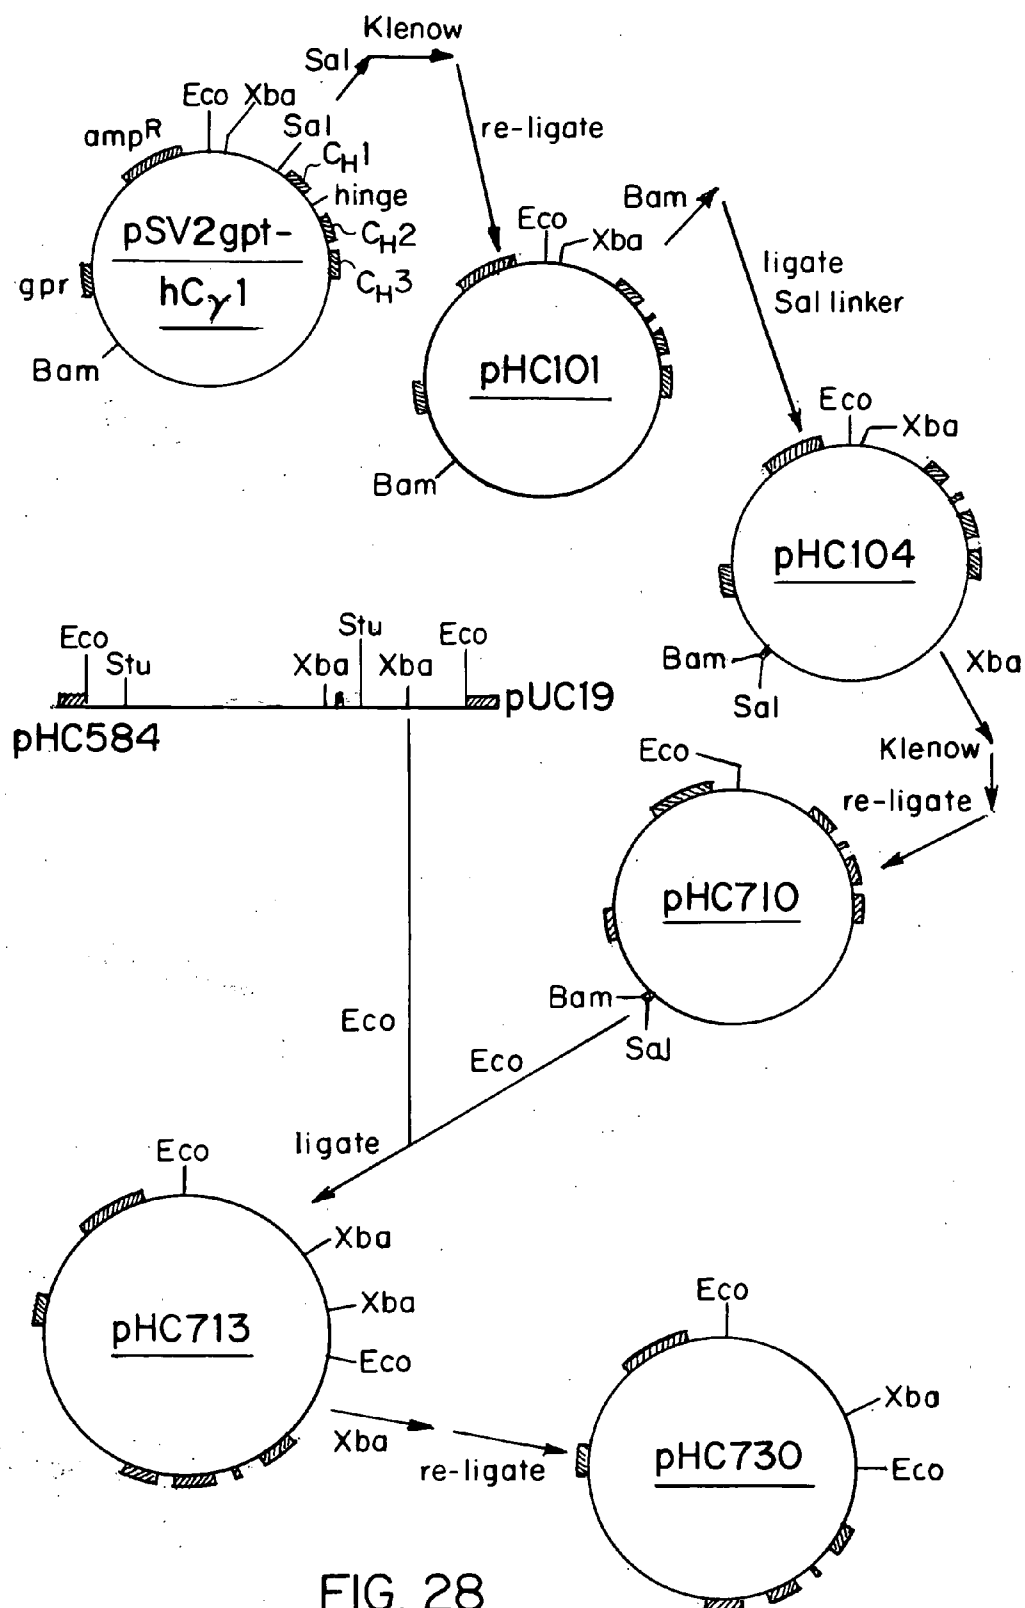 Klenow
Sal
re-ligate
Eco
Xba
Sal
ampR
CH1
hinge
CH2
CH3
pSV2gpt-
hCγ1
gpr
Bam
Eco
Xba
pHC101
Bam
Bam
ligate
Sal linker
Eco
Xba
pHC104
Bam
Sal
Xba
Klenow
re-ligate
Eco
Stu
Xba
Stu
Xba
Eco
pUC19
pHC584
Eco
pHC710
Bam
Sal
Eco
Eco
ligate
Eco
Xba
Xba
Eco
pHC713
Xba
re-ligate
Eco
Xba
Eco
pHC730
FIG. 28